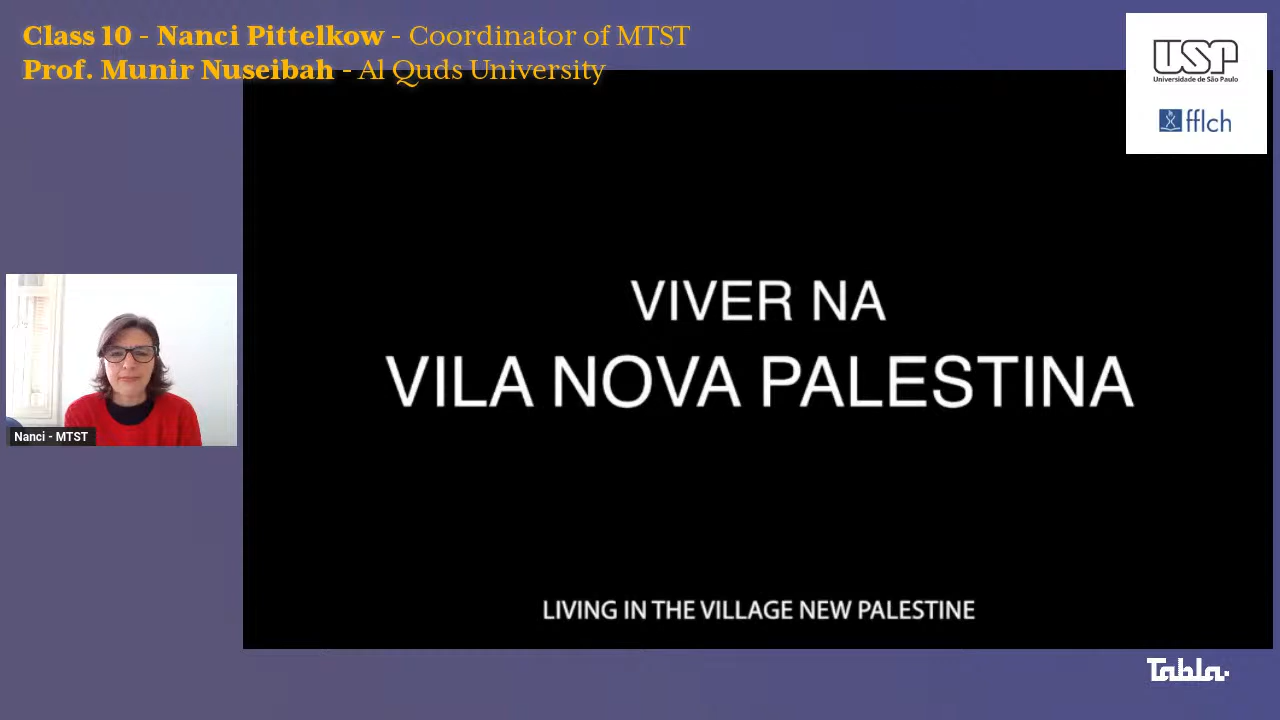 Class 10 - Nanci Pittelkow - Coordinator of MTST
Prof. Munir Nuseibah - Al Quds University
USP
Universidade de São Paulo
fflch
VIVER NA
VILA NOVA PALESTINA
Nanci - MTST
LIVING IN THE VILLAGE NEW PALESTINE
Tabla.